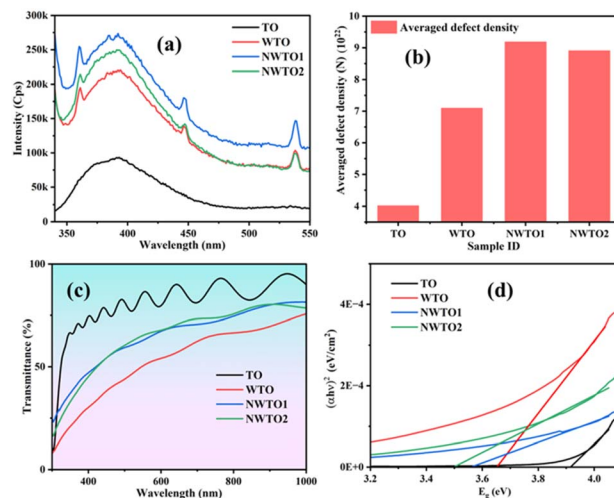 (a)
TO
WTO
NWTO1
NWTO2
300k
250k
200k
150k
100k
50k
0
Intensity (Cps)
350 400 450 500 550
Wavelength (nm)
(b)
Averaged defect density
10
9
8
7
6
5
4
Averaged defect density (N) (10²²)
TO WTO NWTO1 NWTO2
Sample ID
(c)
TO
WTO
NWTO1
NWTO2
100
50
0
Transmittance (%)
400 600 800 1000
Wavelength (nm)
(d)
TO
WTO
NWTO1
NWTO2
4E-4
2E-4
0E+0
(αhν)² (eV/cm²)
3.2 3.4 3.6 3.8 4.0
E_g (eV)